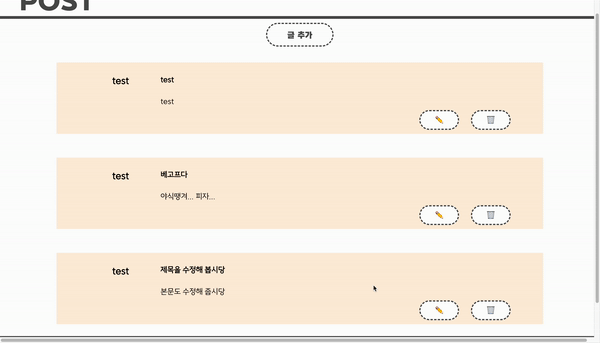 POST
글 추가
test
test
test
test
베고프다
야식땡겨... 피자...
test
제목을 수정해 봅시당
본문도 수정해 줍시당